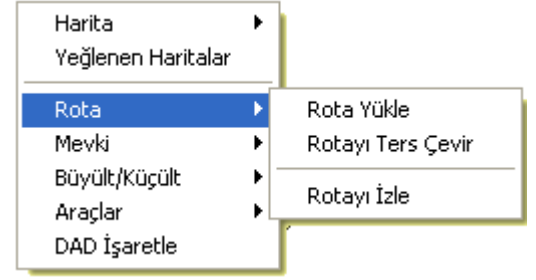 Harita
Yeğlenen Haritalar
Rota
Mevki
Büyült/Küçült
Araçlar
DAD İşaretle
Rota Yükle
Rotayı Ters Çevir
Rotayı İzle